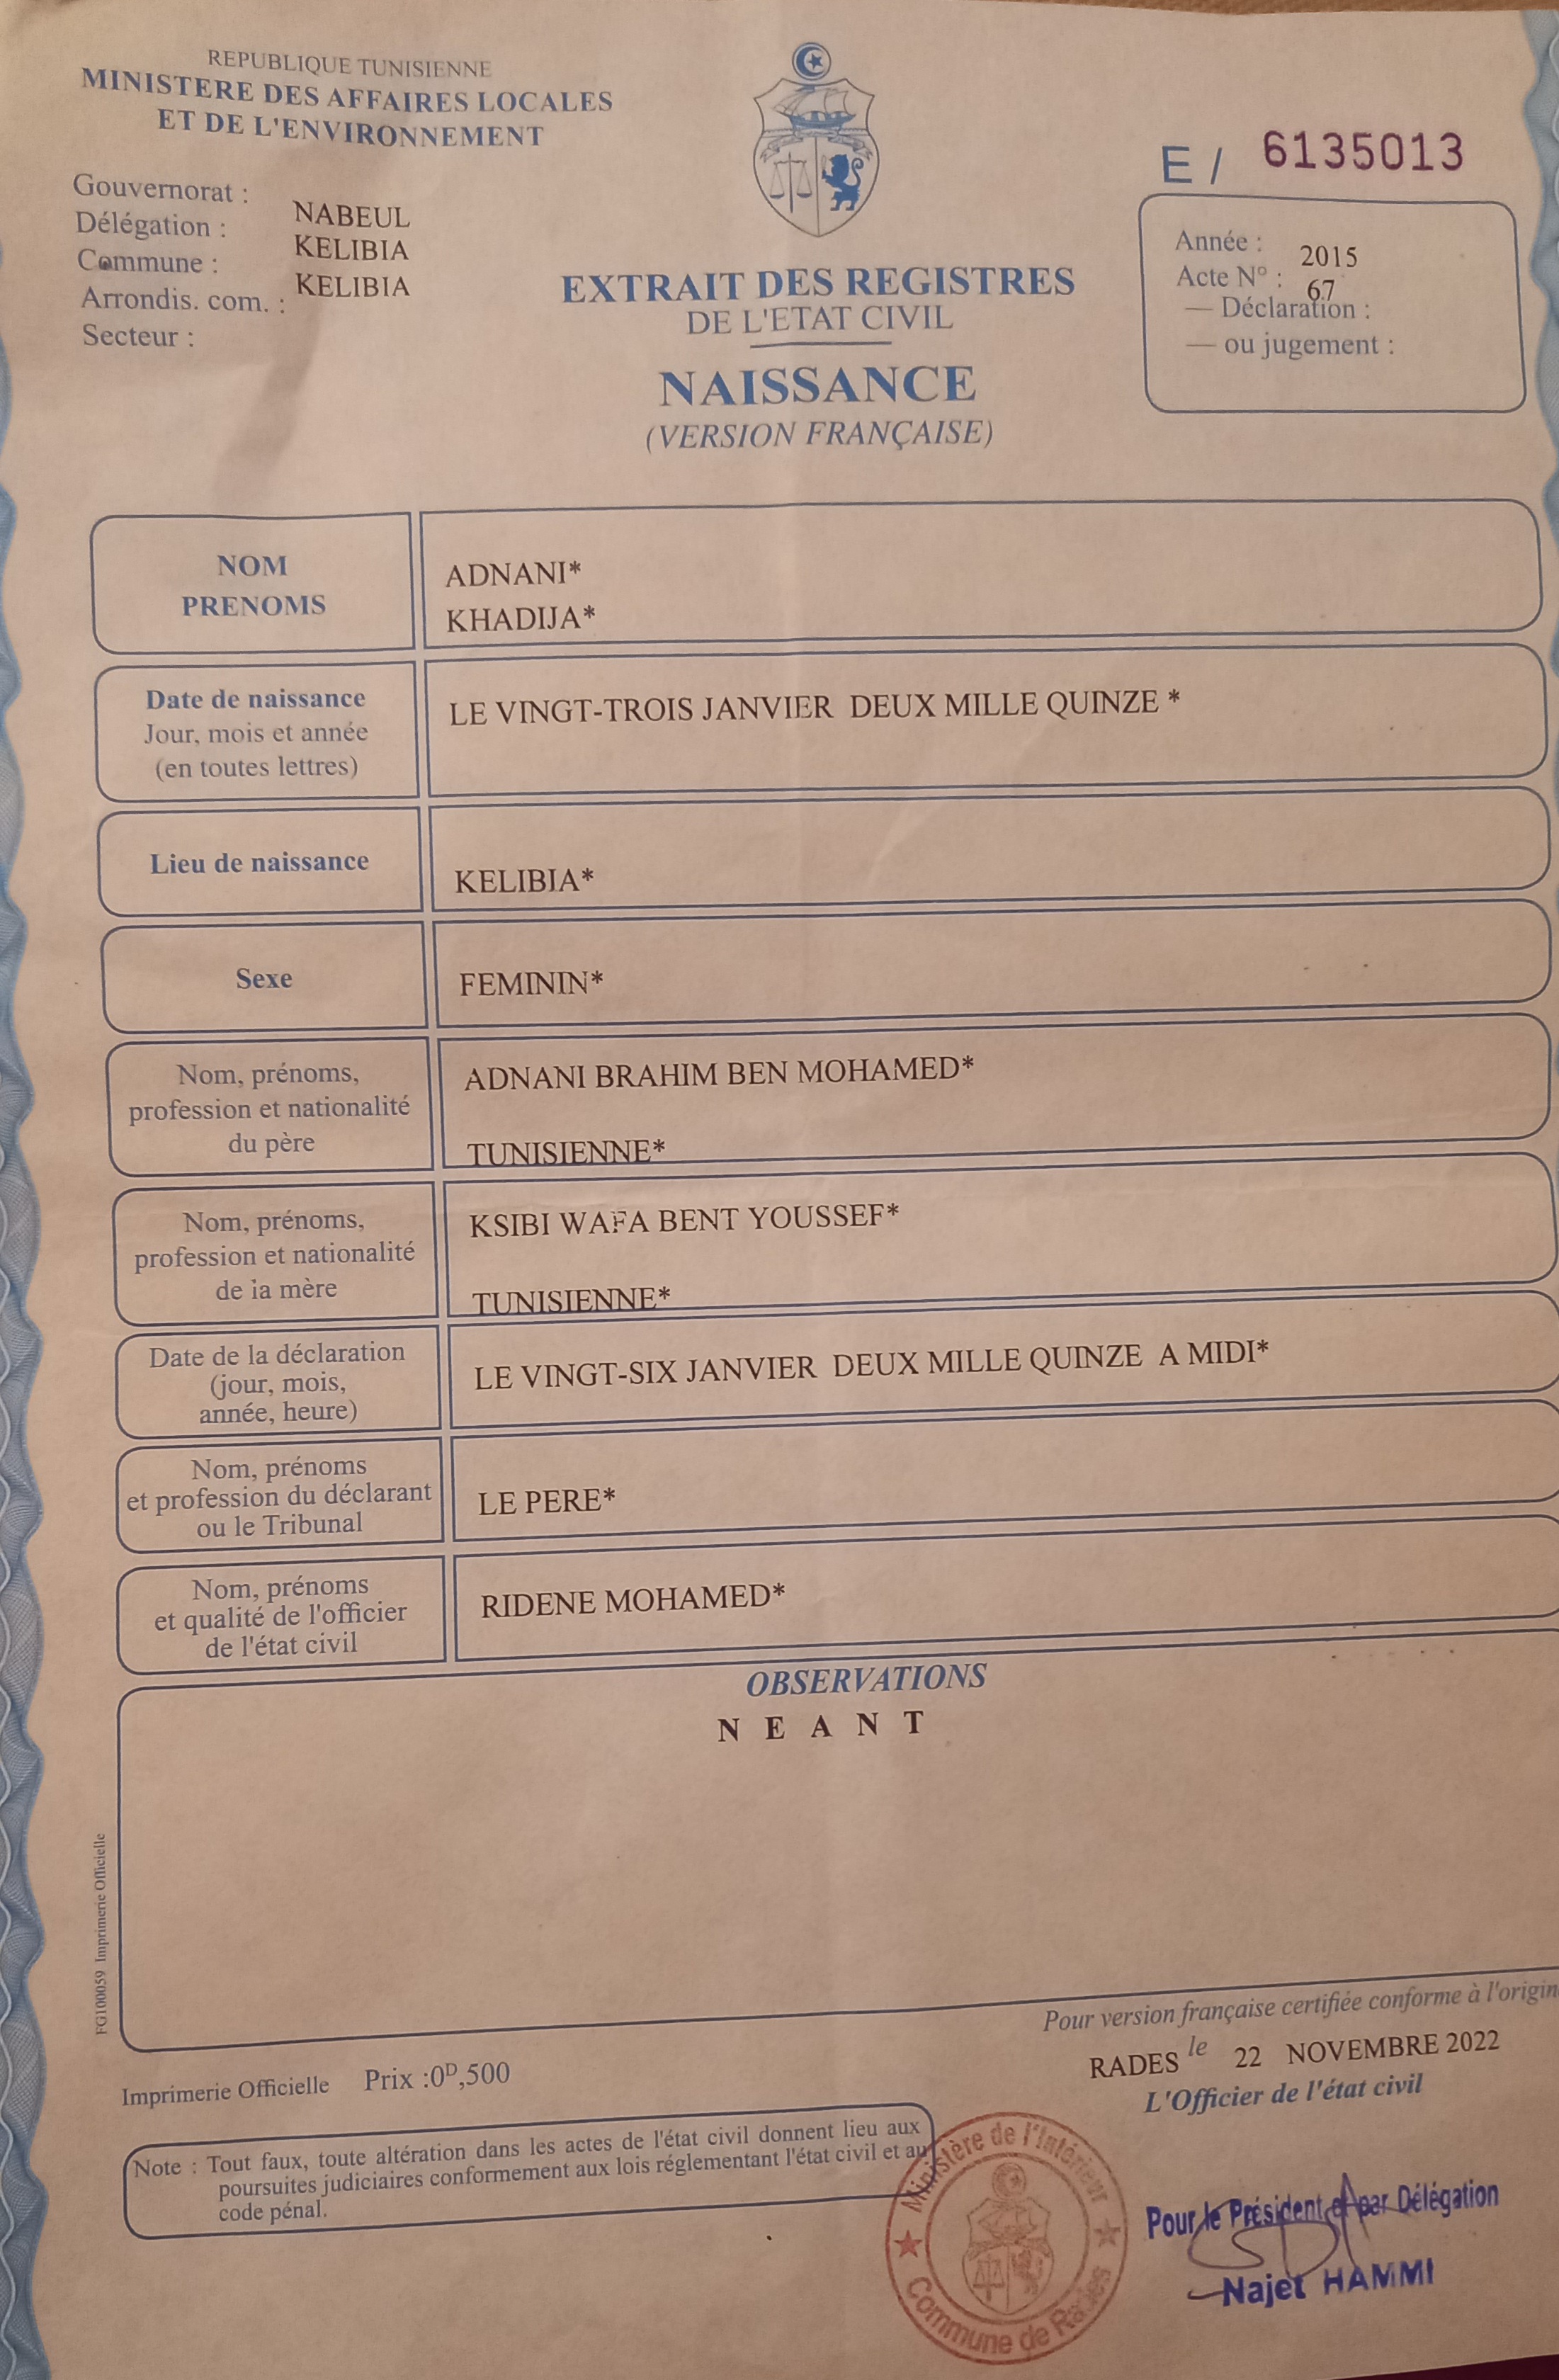 REPUBLIQUE TUNISIENNE
MINISTERE DES AFFAIRES LOCALES
ET DE L'ENVIRONNEMENT
Gouvernorat : NABEUL
Délégation : KELIBIA
Commune : KELIBIA
Arrondis. com. :
Secteur :
EXTRAIT DES REGISTRES
DE L'ETAT CIVIL
NAISSANCE
(VERSION FRANÇAISE)
E / 6135013
Année : 2015
Acte N° : 67
— Déclaration :
— ou jugement :
NOM
PRENOMS
ADNANI*
KHADIJA*
Date de naissance
Jour, mois et année
(en toutes lettres)
LE VINGT-TROIS JANVIER DEUX MILLE QUINZE *
Lieu de naissance
KELIBIA*
Sexe
FEMININ*
Nom, prénoms,
profession et nationalité
du père
ADNANI BRAHIM BEN MOHAMED*
TUNISIENNE*
Nom, prénoms,
profession et nationalité
de la mère
KSIBI WAFA BENT YOUSSEF*
TUNISIENNE*
Date de la déclaration
(jour, mois,
année, heure)
LE VINGT-SIX JANVIER DEUX MILLE QUINZE A MIDI*
Nom, prénoms
et profession du déclarant
ou le Tribunal
LE PERE*
Nom, prénoms
et qualité de l'officier
de l'état civil
RIDENE MOHAMED*
OBSERVATIONS
N E A N T
FG100059 Imprimerie Officielle
Pour version française certifiée conforme à l'origin
RADES le 22 NOVEMBRE 2022
L'Officier de l'état civil
Imprimerie Officielle Prix :0D,500
Note : Tout faux, toute altération dans les actes de l'état civil donnent lieu aux
poursuites judiciaires conformement aux lois réglementant l'état civil et au
code pénal.
Ministère de l'Intérieur
Commune de Rades
Pour le Président et par Délégation
Najet HAMMI